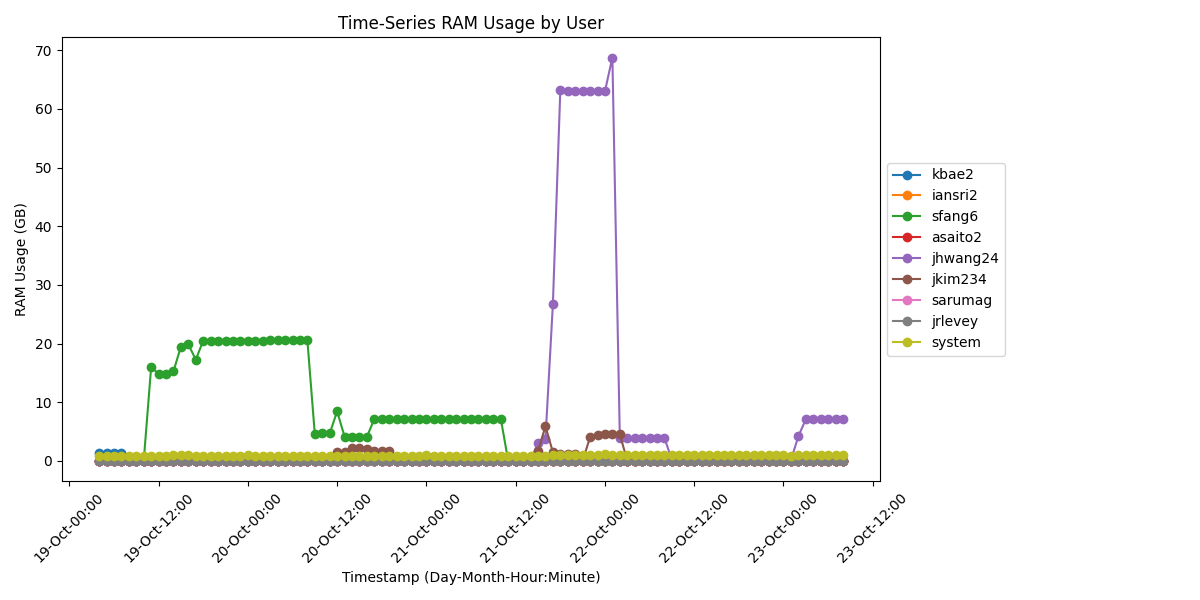 Time-Series RAM Usage by User
70
60
50
40
30
20
10
0
RAM Usage (GB)
19-Oct-00:00
19-Oct-12:00
20-Oct-00:00
20-Oct-12:00
21-Oct-00:00
21-Oct-12:00
22-Oct-00:00
22-Oct-12:00
23-Oct-00:00
23-Oct-12:00
Timestamp (Day-Month-Hour:Minute)
kbae2
iansri2
sfang6
asaito2
jhwang24
jkim234
sarumag
jrlevey
system